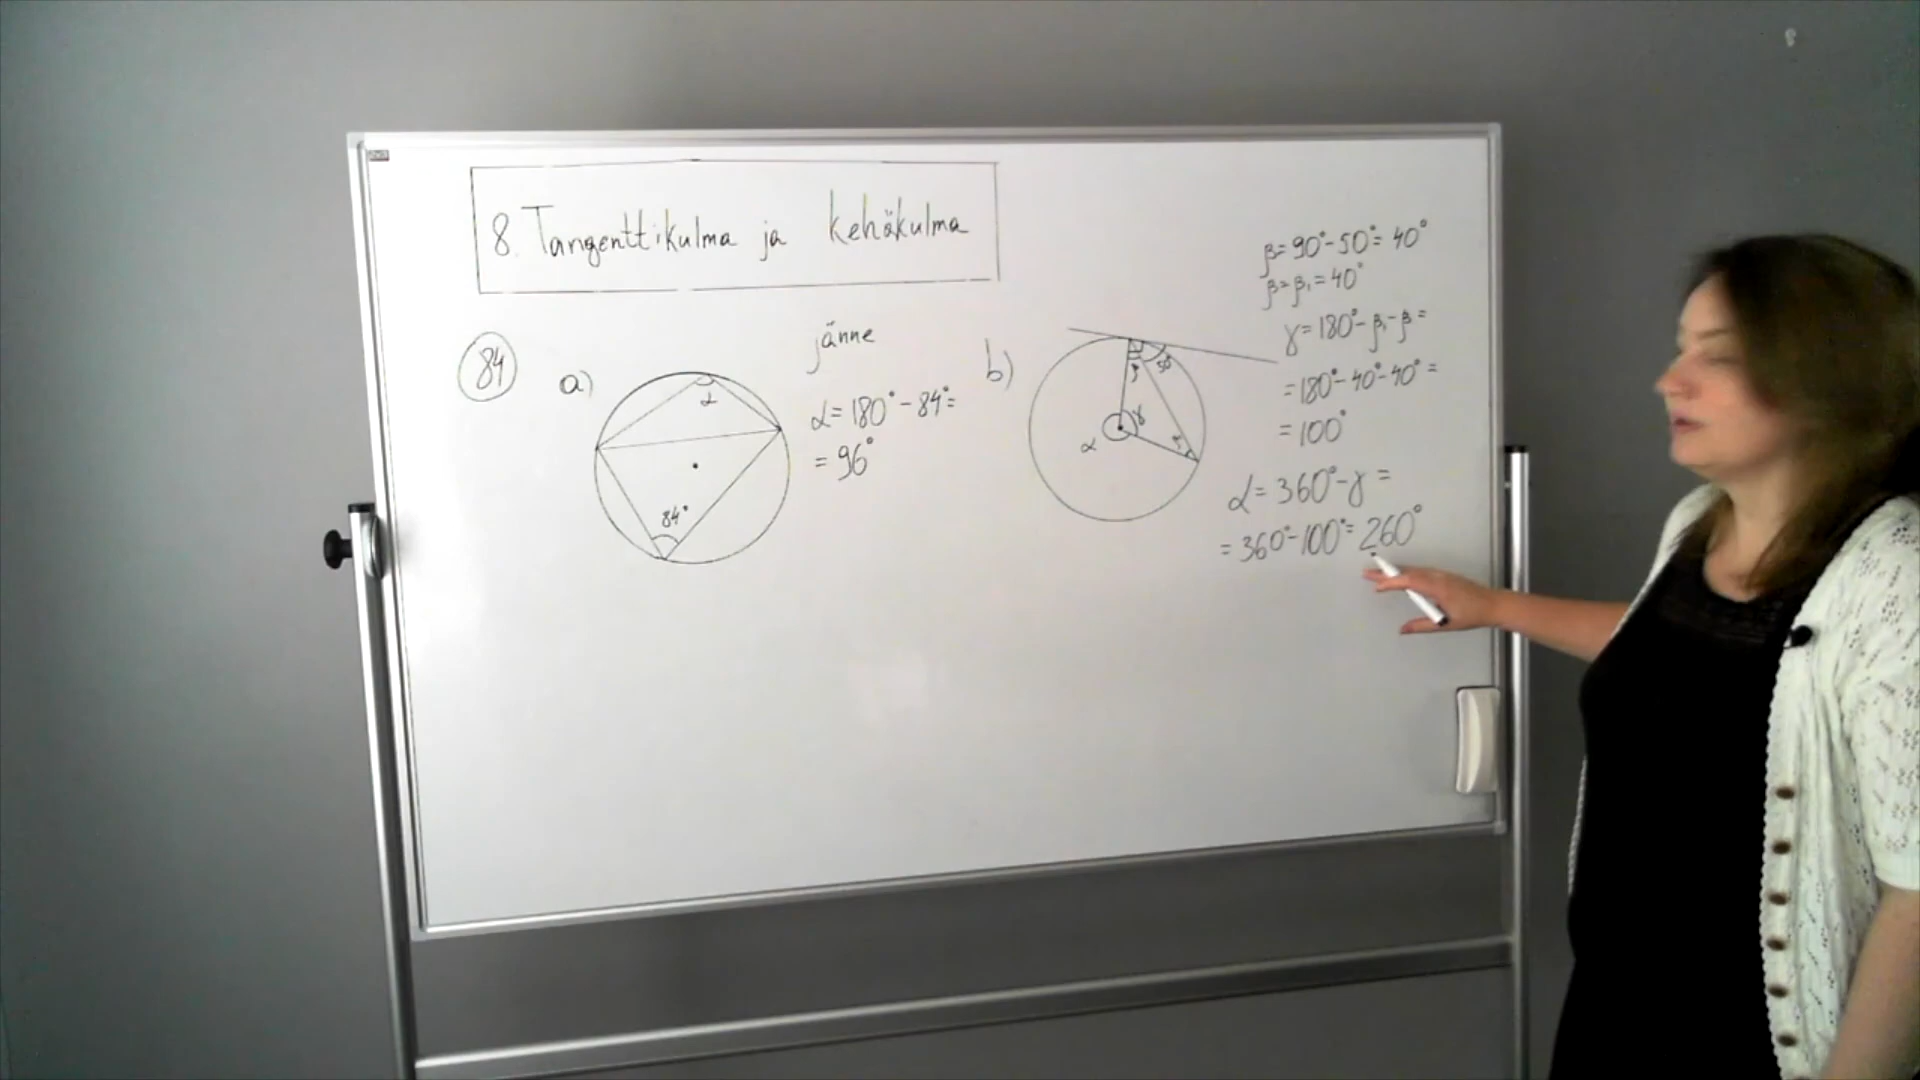 8. Tangenttikulma ja kehäkulma
84
a)
α
84°
jänne
α = 180° - 84° =
= 96°
b)
β
50
α
γ
β₁
β = 90° - 50° = 40°
β = β₁ = 40°
γ = 180° - β₁ - β =
= 180° - 40° - 40° =
= 100°
α = 360° - γ =
= 360° - 100° = 260°